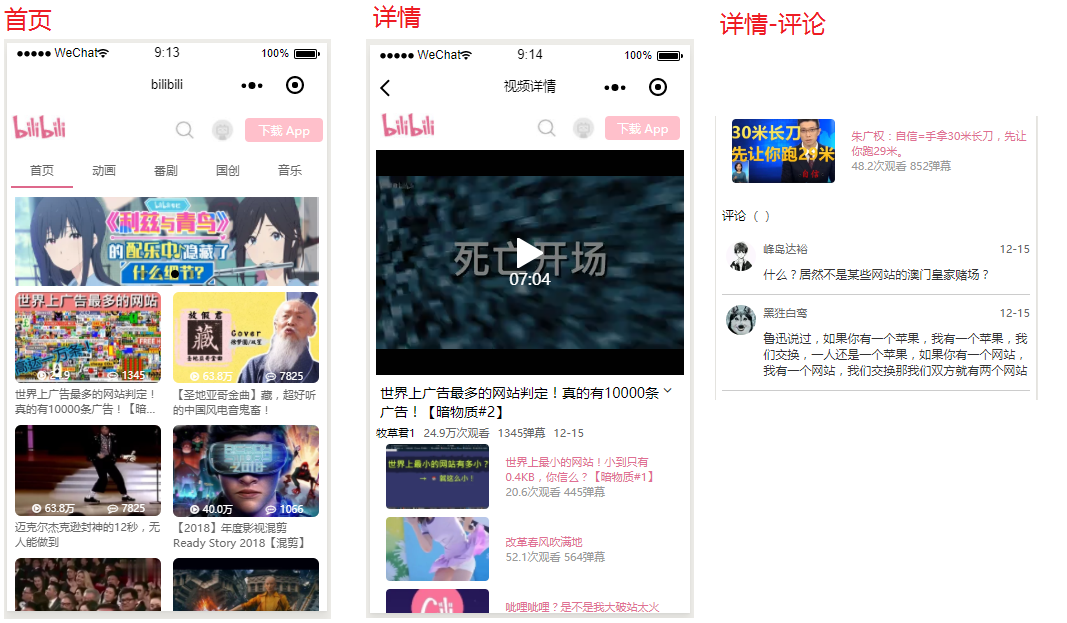 首页
●●●●● WeChat
9:13
100%
bilibili
bilibili
下载 App
首页
动画
番剧
国创
音乐
《利兹与青鸟》
的配乐中隐藏了
什么细节?
世界上广告最多的网站
1345
放假君
藏
Cover
63.8万
7825
世界上广告最多的网站判定！
真的有10000条广告！【暗...
【圣地亚哥金曲】藏，超好听
的中国风电音鬼畜！
63.8万
7825
40.0万
1066
迈克尔杰克逊封神的12秒，无
人能做到
【2018】年度影视混剪
Ready Story 2018【混剪】
详情
●●●●● WeChat
9:14
100%
视频详情
bilibili
下载 App
死亡开场
07:04
世界上广告最多的网站判定！真的有10000条
广告！【暗物质#2】
牧草君1 24.9万次观看 1345弹幕 12-15
世界上最小的网站有多小？
→ 就这么小！
世界上最小的网站！小到只有
0.4KB，你信么？【暗物质#1】
20.6次观看 445弹幕
改革春风吹满地
52.1次观看 564弹幕
呲哩呲哩？是不是我大破站太火
详情-评论
30米长刀
先让你跑29米
自信
朱广权：自信=手拿30米长刀，先让
你跑29米。
48.2次观看 852弹幕
评论（ ）
峰岛达裕
12-15
什么？居然不是某些网站的澳门皇家赌场？
黑狌白鸾
12-15
鲁迅说过，如果你有一个苹果，我有一个苹果，我
们交换，一人还是一个苹果，如果你有一个网站，
我有一个网站，我们交换那我们双方就有两个网站